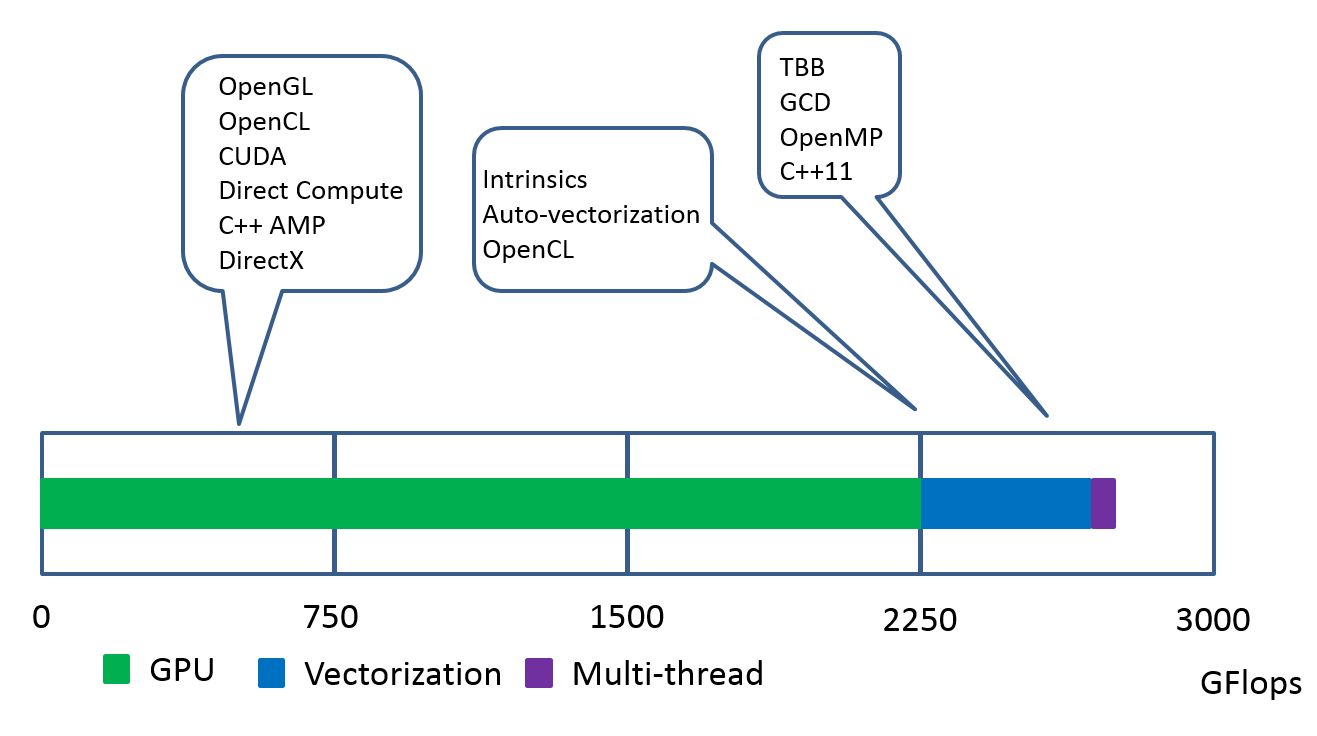 OpenGL
OpenCL
CUDA
Direct Compute
C++ AMP
DirectX
Intrinsics
Auto-vectorization
OpenCL
TBB
GCD
OpenMP
C++11
0 750 1500 2250 3000
GPU Vectorization Multi-thread
GFlops